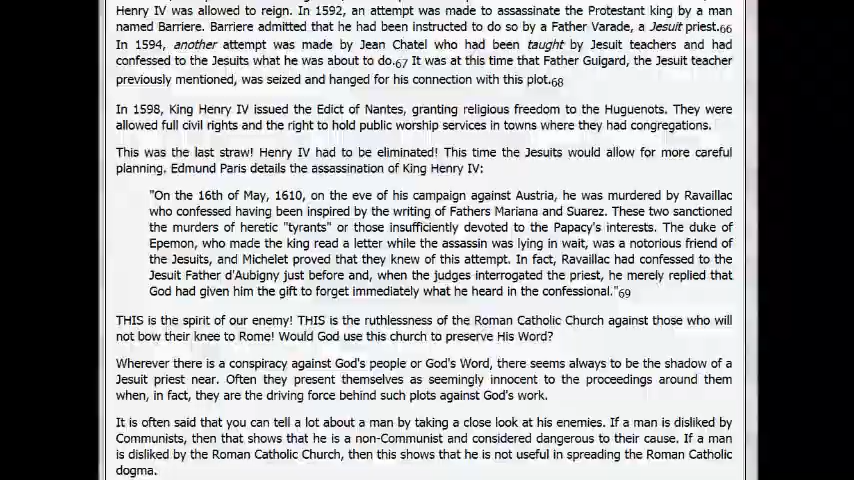 Henry IV was allowed to reign. In 1592, an attempt was made to assassinate the Protestant king by a man
named Barriere. Barriere admitted that he had been instructed to do so by a Father Varade, a Jesuit priest.66
In 1594, another attempt was made by Jean Chatel who had been taught by Jesuit teachers and had
confessed to the Jesuits what he was about to do.67 It was at this time that Father Guigard, the Jesuit teacher
previously mentioned, was seized and hanged for his connection with this plot.68
In 1598, King Henry IV issued the Edict of Nantes, granting religious freedom to the Huguenots. They were
allowed full civil rights and the right to hold public worship services in towns where they had congregations.
This was the last straw! Henry IV had to be eliminated! This time the Jesuits would allow for more careful
planning. Edmund Paris details the assassination of King Henry IV:
"On the 16th of May, 1610, on the eve of his campaign against Austria, he was murdered by Ravaillac
who confessed having been inspired by the writing of Fathers Mariana and Suarez. These two sanctioned
the murders of heretic "tyrants" or those insufficiently devoted to the Papacy's interests. The duke of
Epemon, who made the king read a letter while the assassin was lying in wait, was a notorious friend of
the Jesuits, and Michelet proved that they knew of this attempt. In fact, Ravaillac had confessed to the
Jesuit Father d'Aubigny just before and, when the judges interrogated the priest, he merely replied that
God had given him the gift to forget immediately what he heard in the confessional."69
THIS is the spirit of our enemy! THIS is the ruthlessness of the Roman Catholic Church against those who will
not bow their knee to Rome! Would God use this church to preserve His Word?
Wherever there is a conspiracy against God's people or God's Word, there seems always to be the shadow of a
Jesuit priest near. Often they present themselves as seemingly innocent to the proceedings around them
when, in fact, they are the driving force behind such plots against God's work.
It is often said that you can tell a lot about a man by taking a close look at his enemies. If a man is disliked by
Communists, then that shows that he is a non-Communist and considered dangerous to their cause. If a man
is disliked by the Roman Catholic Church, then this shows that he is not useful in spreading the Roman Catholic
dogma.